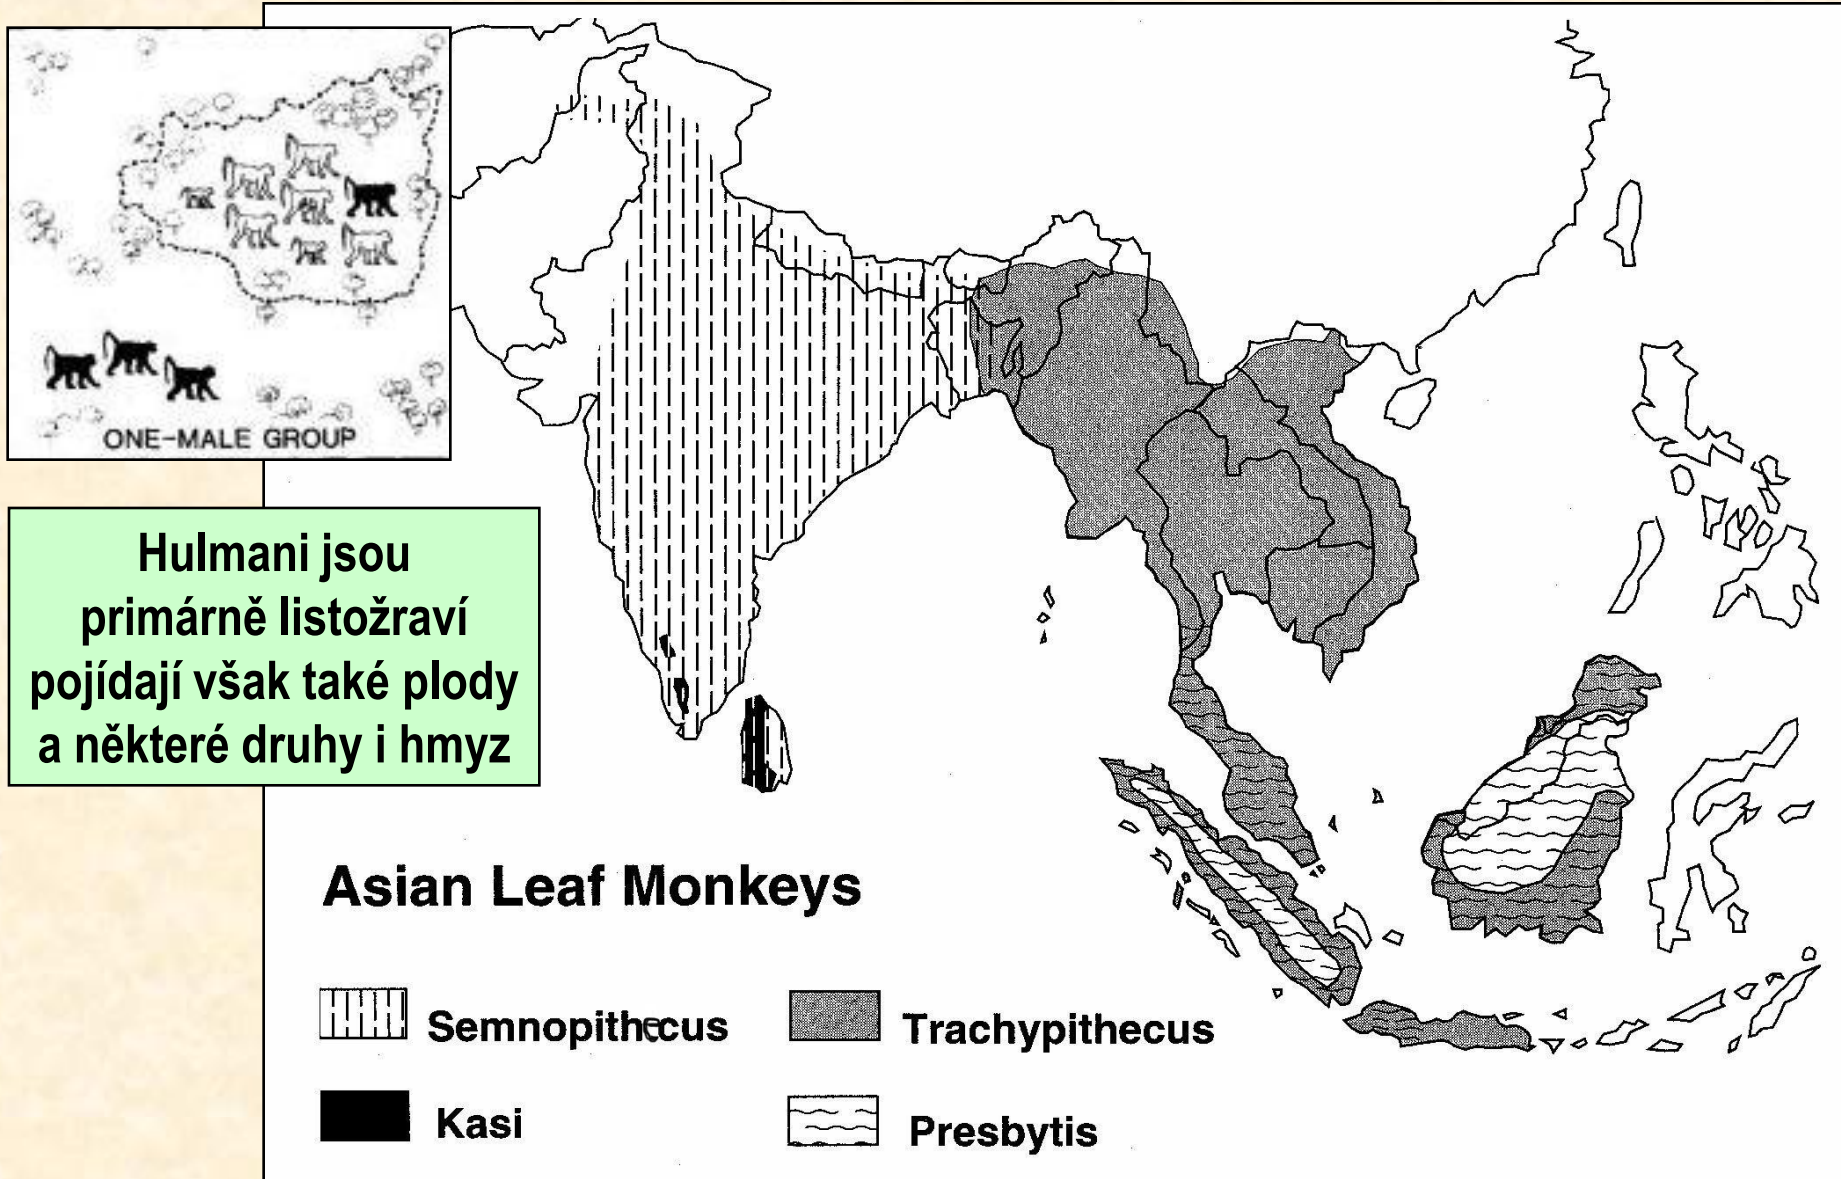 ONE-MALE GROUP
Hulmani jsou
primárně listožraví
pojídají však také plody
a některé druhy i hmyz
Asian Leaf Monkeys
Semnopithecus
Trachypithecus
Kasi
Presbytis